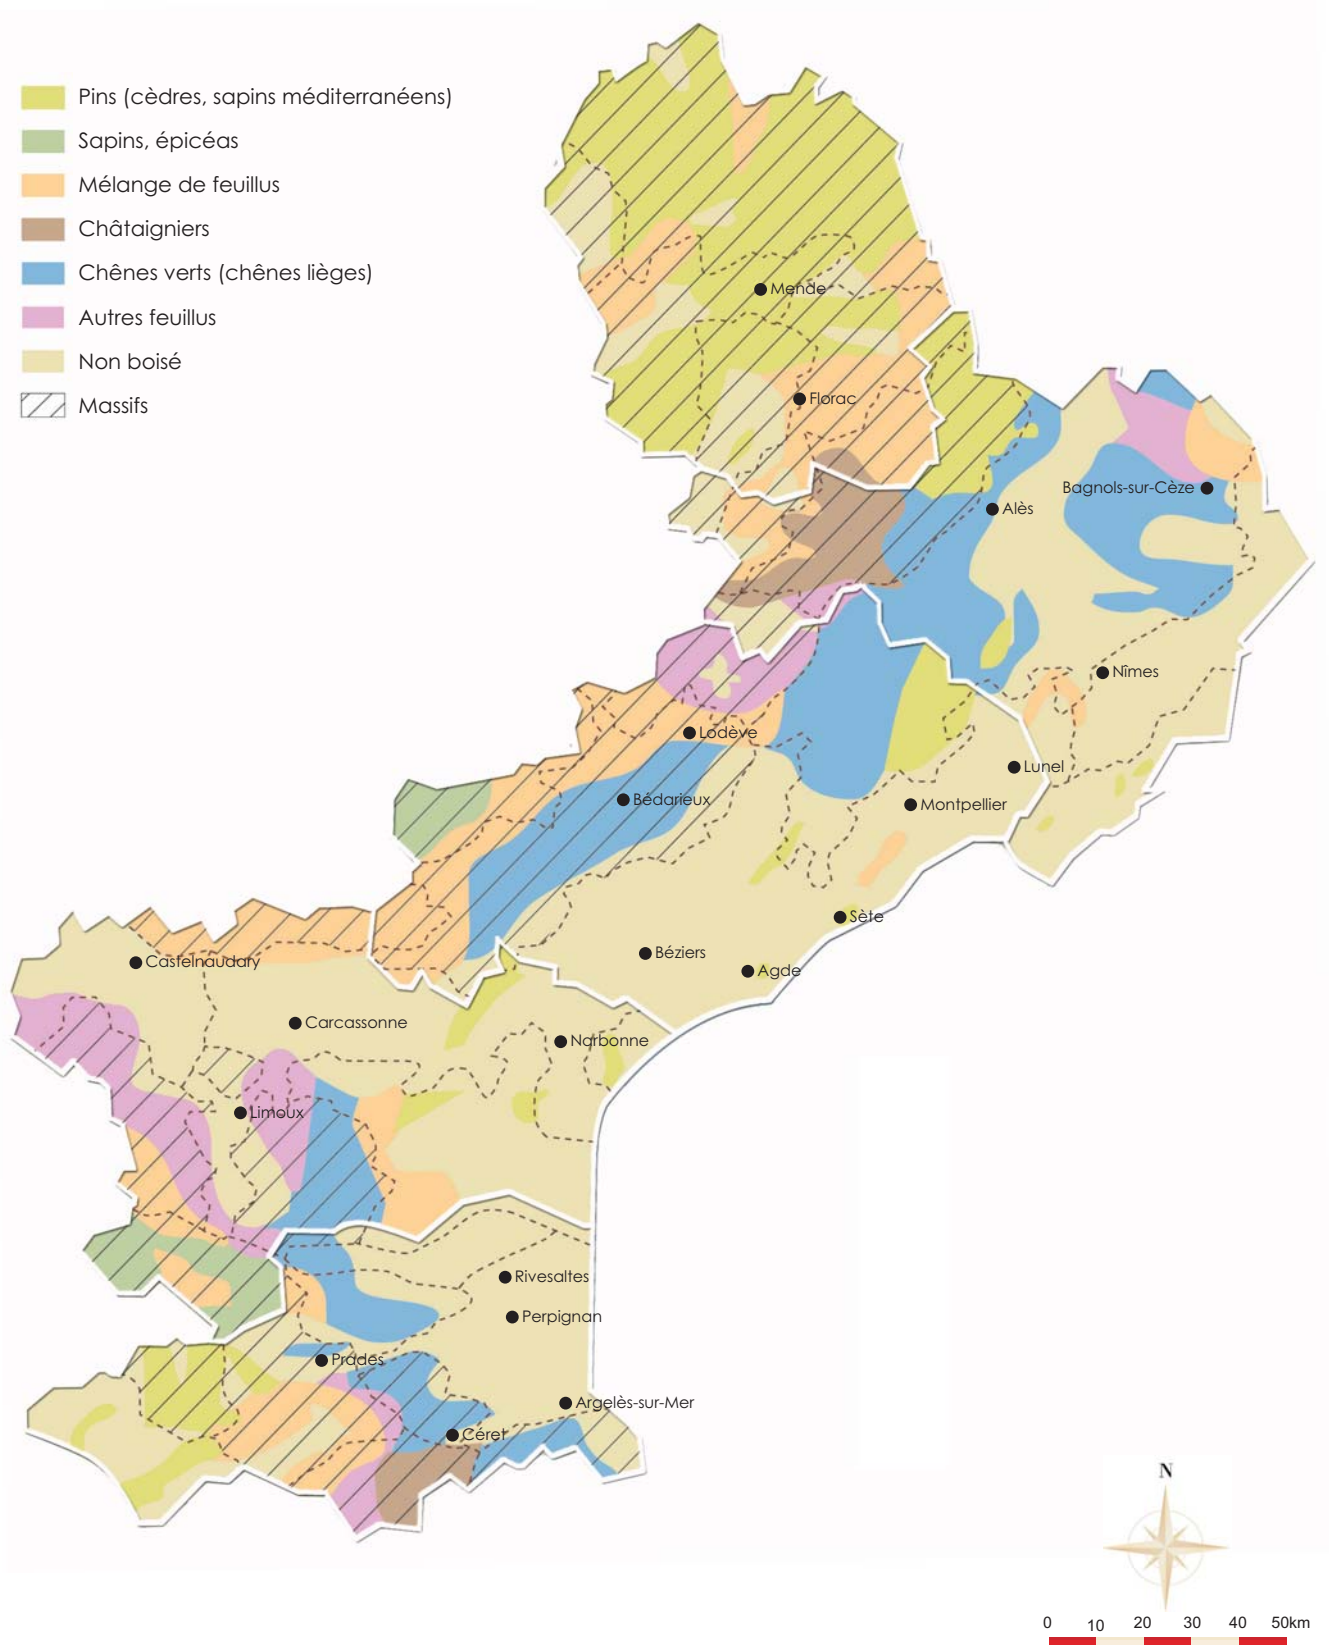 Pins (cèdres, sapins méditerranéens)
Sapins, épicéas
Mélange de feuillus
Châtaigniers
Chênes verts (chênes lièges)
Autres feuillus
Non boisé
Massifs
Mende
Florac
Bagnols-sur-Cèze
Alès
Nîmes
Lodève
Lunel
Bédarieux
Montpellier
Sète
Béziers
Castelnaudary
Agde
Carcassonne
Narbonne
Limoux
Rivesaltes
Perpignan
Prades
Argelès-sur-Mer
Céret
N
0 10 20 30 40 50km